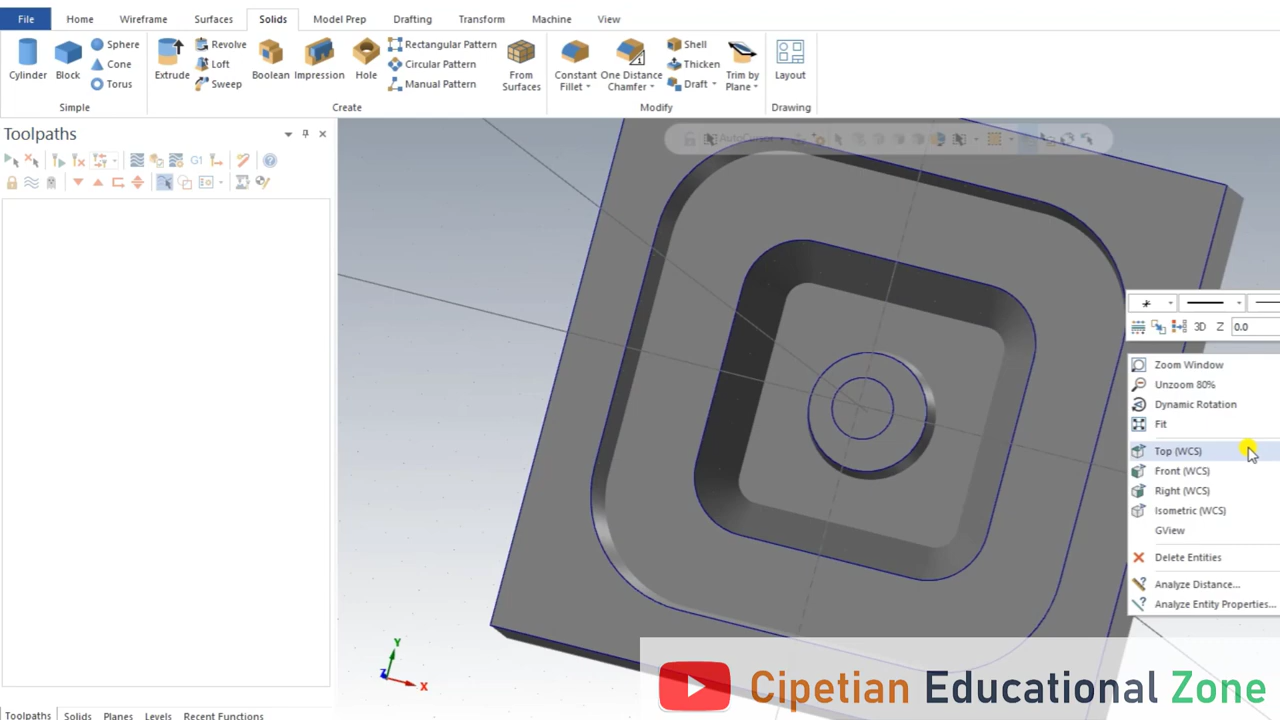 File Home Wireframe Surfaces Solids Model Prep Drafting Transform Machine View
Cylinder Block Sphere Cone Torus
Simple
Extrude Revolve Loft Sweep Boolean Impression Hole Rectangular Pattern Circular Pattern Manual Pattern From Surfaces
Create
Constant Fillet One Distance Chamfer Shell Thicken Draft Trim by Plane
Modify
Layout
Drawing
Toolpaths
G1
AutoCursor
3D Z 0.0
Zoom Window
Unzoom 80%
Dynamic Rotation
Fit
Top (WCS)
Front (WCS)
Right (WCS)
Isometric (WCS)
GView
Delete Entities
Analyze Distance...
Analyze Entity Properties...
Y
Z
X
Cipetian Educational Zone
Toolpaths Solids Planes Levels Recent Functions